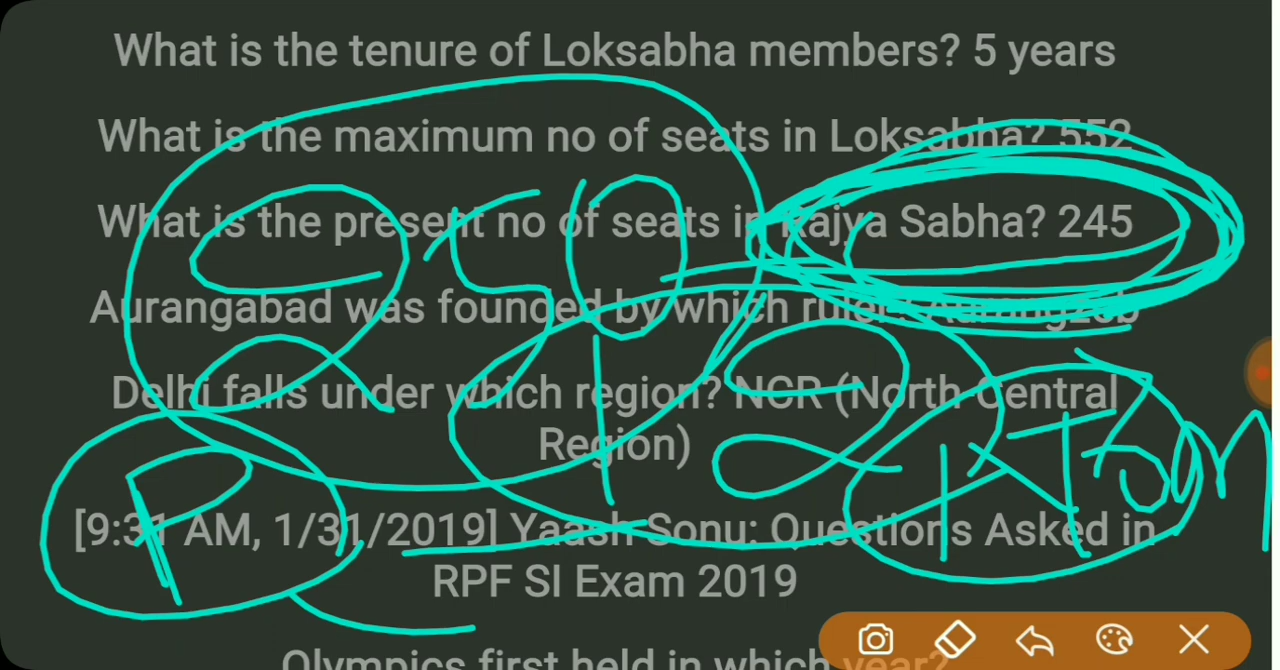 What is the tenure of Loksabha members? 5 years
What is the maximum no of seats in Loksabha? 552
What is the present no of seats in Rajya Sabha? 245
Aurangabad was founded by which ruler? Aurangzeb
Delhi falls under which region? NCR (North Central
Region)
[9:31 AM, 1/31/2019] Yaash Sonu: Questions Asked in
RPF SI Exam 2019
Olympics first held in which year?
250
12
P